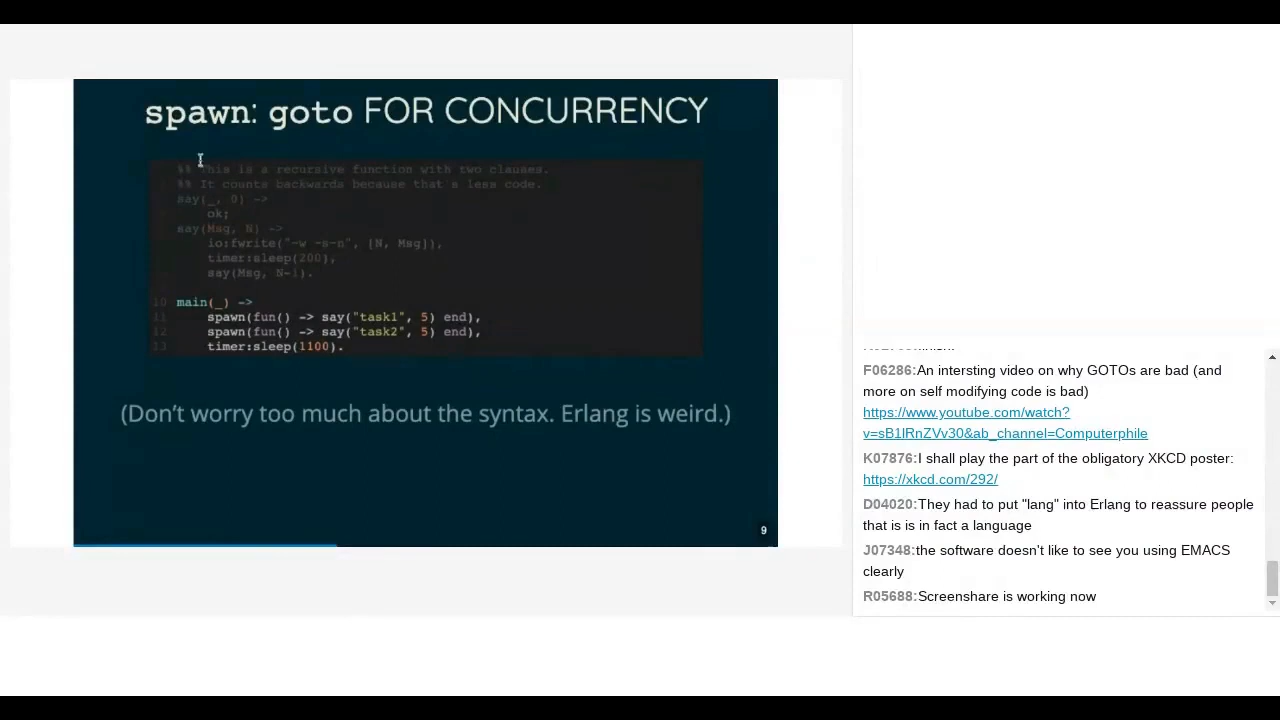 spawn: goto FOR CONCURRENCY
%% This is a recursive function with two clauses.
%% It counts backwards because that s less code.
say(_, 0) ->
ok;
say(Msg, N) ->
io:fwrite("~w ~s~n", [N, Msg]),
timer:sleep(200),
say(Msg, N-1).
10 main(_) ->
11 spawn(fun() -> say("task1", 5) end),
12 spawn(fun() -> say("task2", 5) end),
13 timer:sleep(1100).
(Don't worry too much about the syntax. Erlang is weird.)
9
F06286:An intersting video on why GOTOs are bad (and
more on self modifying code is bad)
https://www.youtube.com/watch?
v=sB1lRnZVv30&ab_channel=Computerphile
K07876:I shall play the part of the obligatory XKCD poster:
https://xkcd.com/292/
D04020:They had to put "lang" into Erlang to reassure people
that is is in fact a language
J07348:the software doesn't like to see you using EMACS
clearly
R05688:Screenshare is working now